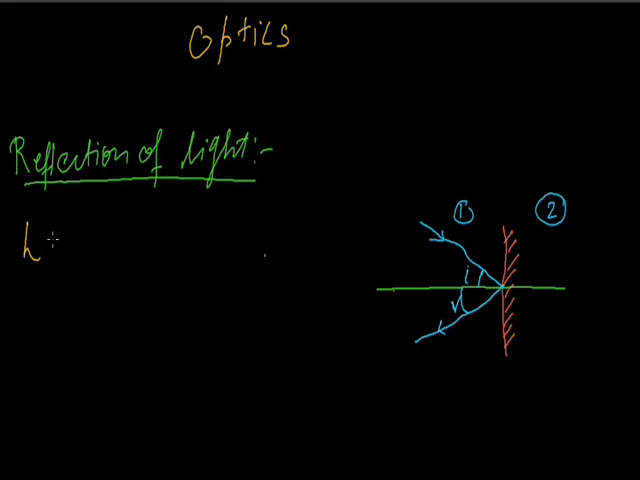 Optics
Reflection of light:-
h
① ②
i
r